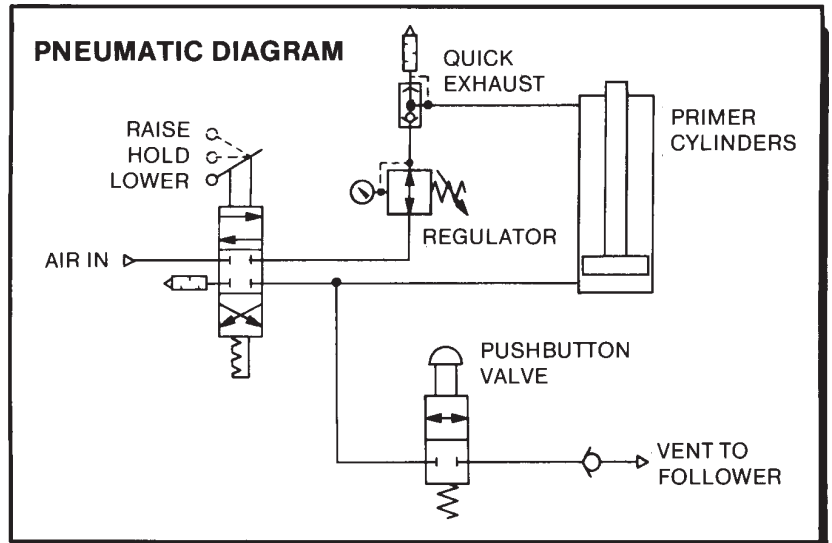 PNEUMATIC DIAGRAM
QUICK
EXHAUST
PRIMER
CYLINDERS
RAISE
HOLD
LOWER
REGULATOR
AIR IN
PUSHBUTTON
VALVE
VENT TO
FOLLOWER